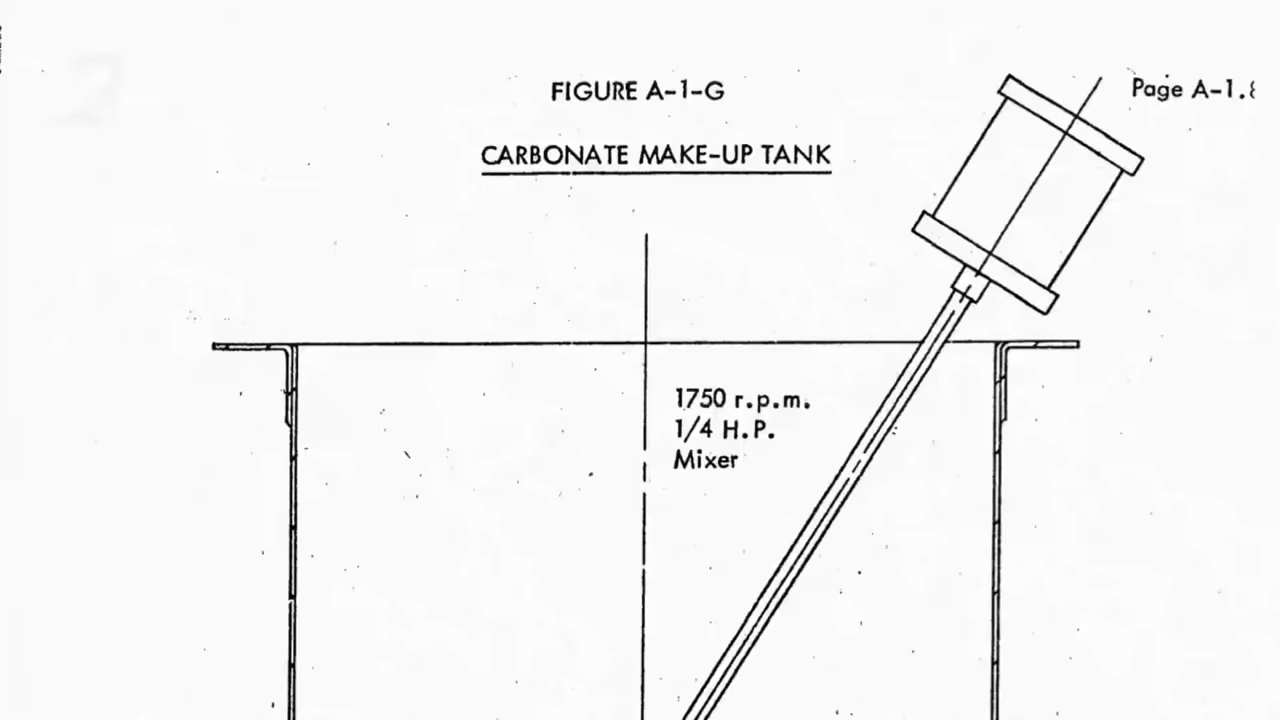 FIGURE A-1-G
Page A-1.
CARBONATE MAKE-UP TANK
1750 r.p.m.
1/4 H.P.
Mixer